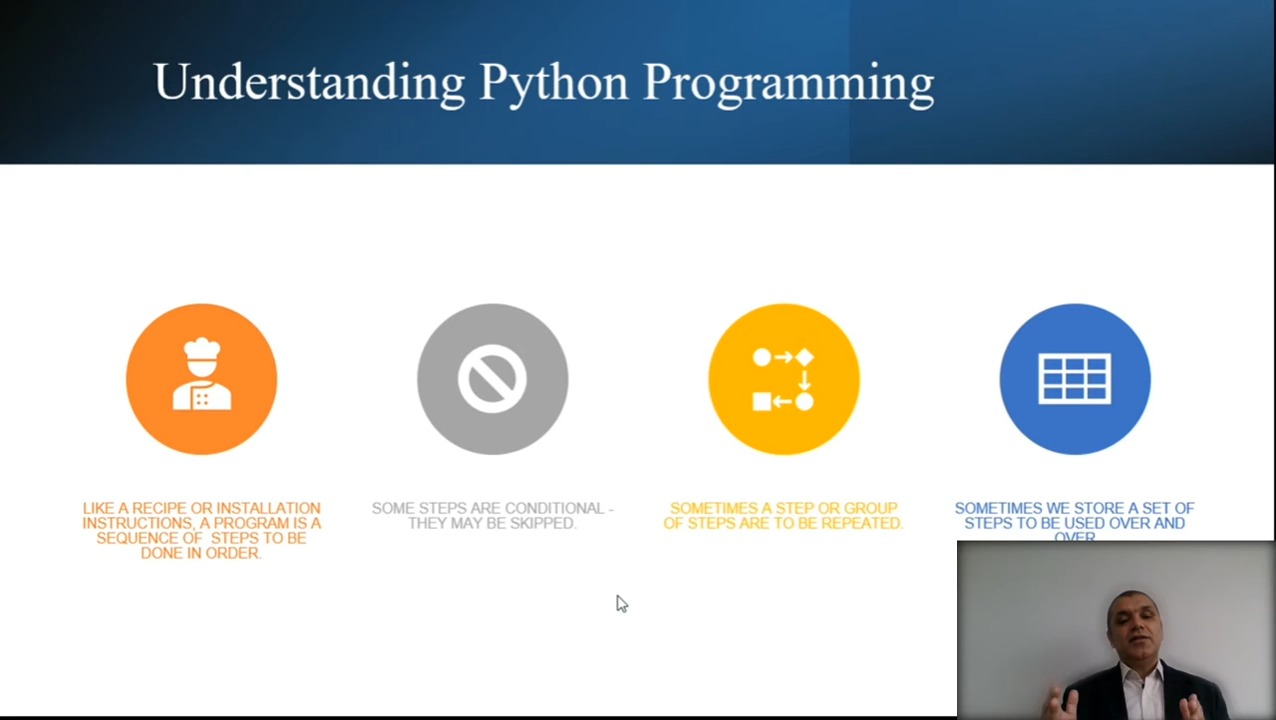 Understanding Python Programming
LIKE A RECIPE OR INSTALLATION
INSTRUCTIONS, A PROGRAM IS A
SEQUENCE OF STEPS TO BE
DONE IN ORDER.
SOME STEPS ARE CONDITIONAL -
THEY MAY BE SKIPPED.
SOMETIMES A STEP OR GROUP
OF STEPS ARE TO BE REPEATED.
SOMETIMES WE STORE A SET OF
STEPS TO BE USED OVER AND
OVER